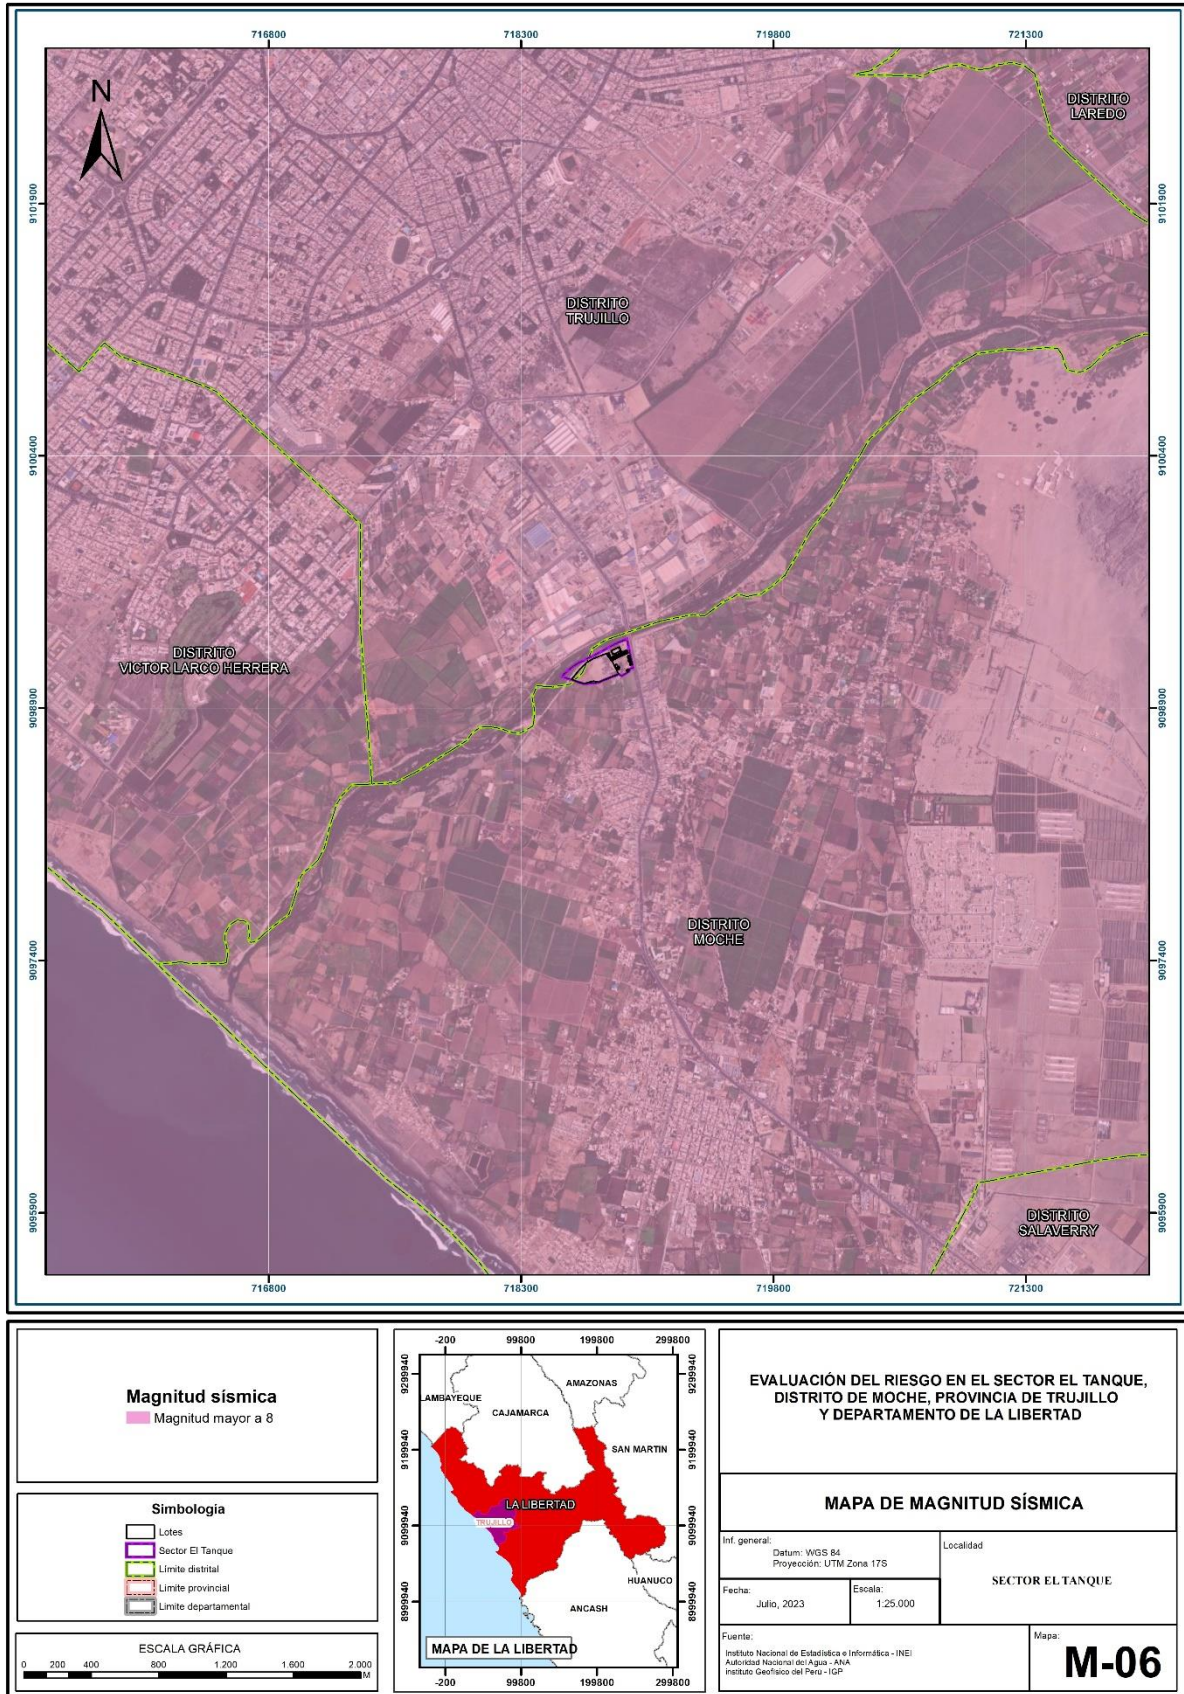 716800
718300
719800
721300
N
DISTRITO
LAREDO
9101900
9101900
DISTRITO
TRUJILLO
9100400
9100400
DISTRITO
VICTOR LARCO HERRERA
9098900
9098900
DISTRITO
MOCHE
9097400
9097400
9095900
9095900
DISTRITO
SALAVERRY
716800
718300
719800
721300
Magnitud sísmica
Magnitud mayor a 8
Simbología
Lotes
Sector El Tanque
Límite distrital
Limite provincial
Limite departamental
ESCALA GRÁFICA
0 200 400 800 1.200 1.600 2.000
M
-200 99800 199800 299800
9299940
9299940
9199940
9199940
9099940
9099940
8999940
8999940
AMAZONAS
LAMBAYEQUE
CAJAMARCA
SAN MARTIN
LA LIBERTAD
TRUJILLO
HUANUCO
ANCASH
MAPA DE LA LIBERTAD
-200 99800 199800 299800
EVALUACIÓN DEL RIESGO EN EL SECTOR EL TANQUE,
DISTRITO DE MOCHE, PROVINCIA DE TRUJILLO
Y DEPARTAMENTO DE LA LIBERTAD
MAPA DE MAGNITUD SÍSMICA
Inf. general:
Datum: WGS 84
Proyección: UTM Zona 17S
Localidad
SECTOR EL TANQUE
Fecha:
Julio, 2023
Escala:
1:25.000
Fuente:
Instituto Nacional de Estadística e Informática - INEI
Autoridad Nacional del Agua - ANA
Instituto Geofísico del Perú - IGP
Mapa:
M-06